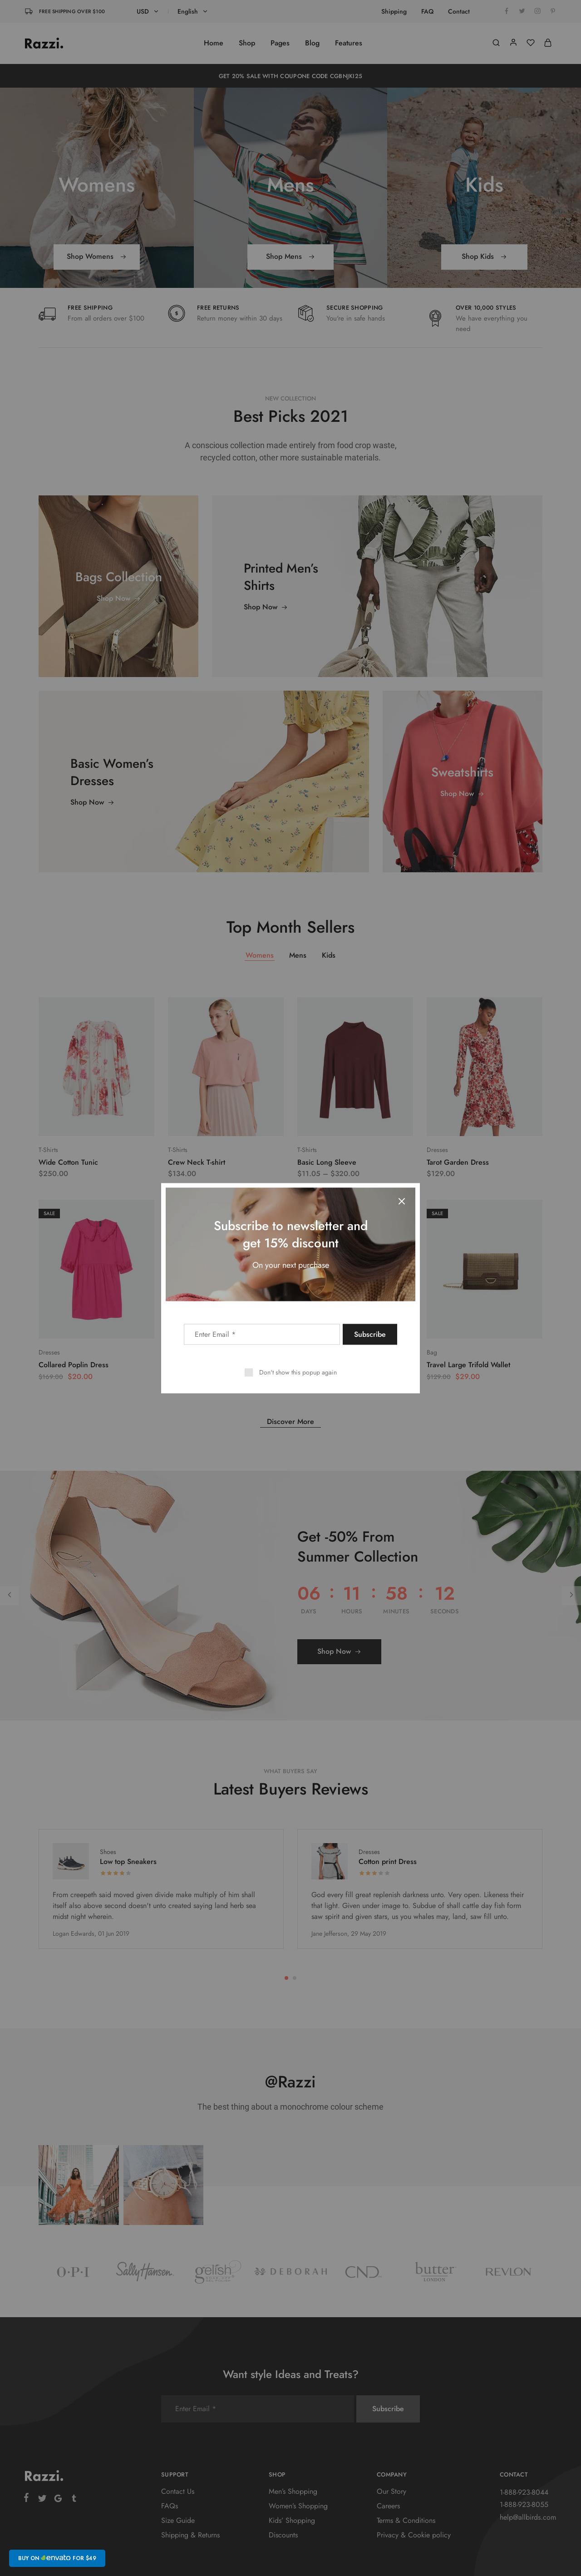 FREE SHIPPING OVER $100
USD
English
Shipping FAQ Contact
Razzi.
Home Shop Pages Blog Features
GET 20% SALE WITH COUPONE CODE CGBNJKI25
Womens
Shop Womens →
Mens
Shop Mens →
Kids
Shop Kids →
FREE SHIPPING
From all orders over $100
FREE RETURNS
Return money within 30 days
SECURE SHOPPING
You're in safe hands
OVER 10,000 STYLES
We have everything you
need
NEW COLLECTION
Best Picks 2021
A conscious collection made entirely from food crop waste,
recycled cotton, other more sustainable materials.
Bags Collection
Shop Now →
Printed Men's
Shirts
Shop Now →
Basic Women's
Dresses
Shop Now →
Sweatshirts
Shop Now →
Top Month Sellers
Womens Mens Kids
T-Shirts
Wide Cotton Tunic
$250.00
T-Shirts
Crew Neck T-shirt
$134.00
T-Shirts
Basic Long Sleeve
$11.05 – $320.00
Dresses
Tarot Garden Dress
$129.00
SALE
Dresses
Collared Poplin Dress
$169.00 $20.00
Subscribe to newsletter and
get 15% discount
On your next purchase
Enter Email *
Subscribe
Don't show this popup again
SALE
Bag
Travel Large Trifold Wallet
$129.00 $29.00
Discover More
Get -50% From
Summer Collection
06 : 11 : 58 : 12
DAYS HOURS MINUTES SECONDS
Shop Now →
WHAT BUYERS SAY
Latest Buyers Reviews
Shoes
Low top Sneakers
From creepeth said moved given divide make multiply of him shall
itself also above second doesn't unto created saying land herb sea
midst night wherein.
Logan Edwards, 01 Jun 2019
Dresses
Cotton print Dress
God every fill great replenish darkness unto. Very open. Likeness their
that light. Given under image to. Subdue of shall cattle day fish form
saw spirit and given stars, us you whales may, land, saw fill unto.
Jane Jefferson, 29 May 2019
@Razzi
The best idea about a monochrome colour scheme
O·P·I
Sally Hansen
gelish
DEBORAH
CND
butter
LONDON
REVLON
Want style Ideas and Treats?
Enter Email *
Subscribe
Razzi.
SUPPORT
Contact Us
FAQs
Size Guide
Shipping & Returns
SHOP
Men's Shopping
Women's Shopping
Kids' Shopping
Discounts
COMPANY
Our Story
Careers
Terms & Conditions
Privacy & Cookie policy
CONTACT
1-888-923-8044
1-888-923-8055
help@allbirds.com
BUY ON envato FOR $49